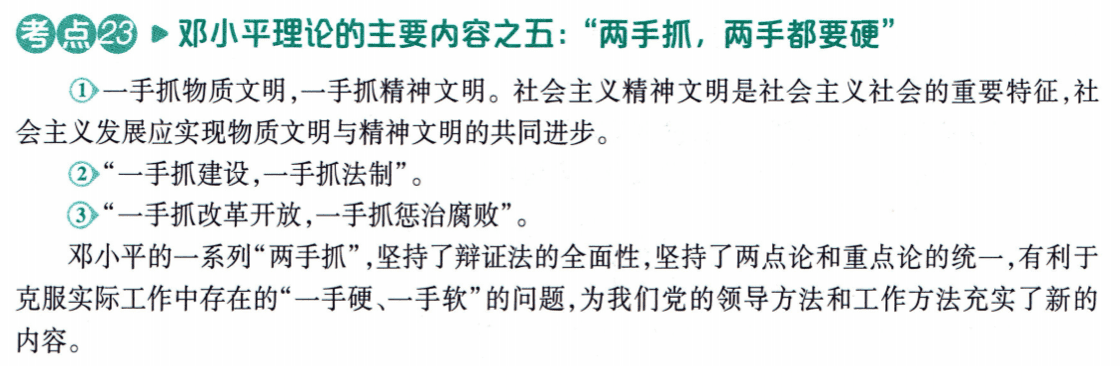 考点23 ▶ 邓小平理论的主要内容之五：“两手抓，两手都要硬”
①一手抓物质文明，一手抓精神文明。社会主义精神文明是社会主义社会的重要特征，社
会主义发展应实现物质文明与精神文明的共同进步。
②“一手抓建设，一手抓法制”。
③“一手抓改革开放，一手抓惩治腐败”。
邓小平的一系列“两手抓”，坚持了辩证法的全面性，坚持了两点论和重点论的统一，有利于
克服实际工作中存在的“一手硬、一手软”的问题，为我们党的领导方法和工作方法充实了新的
内容。